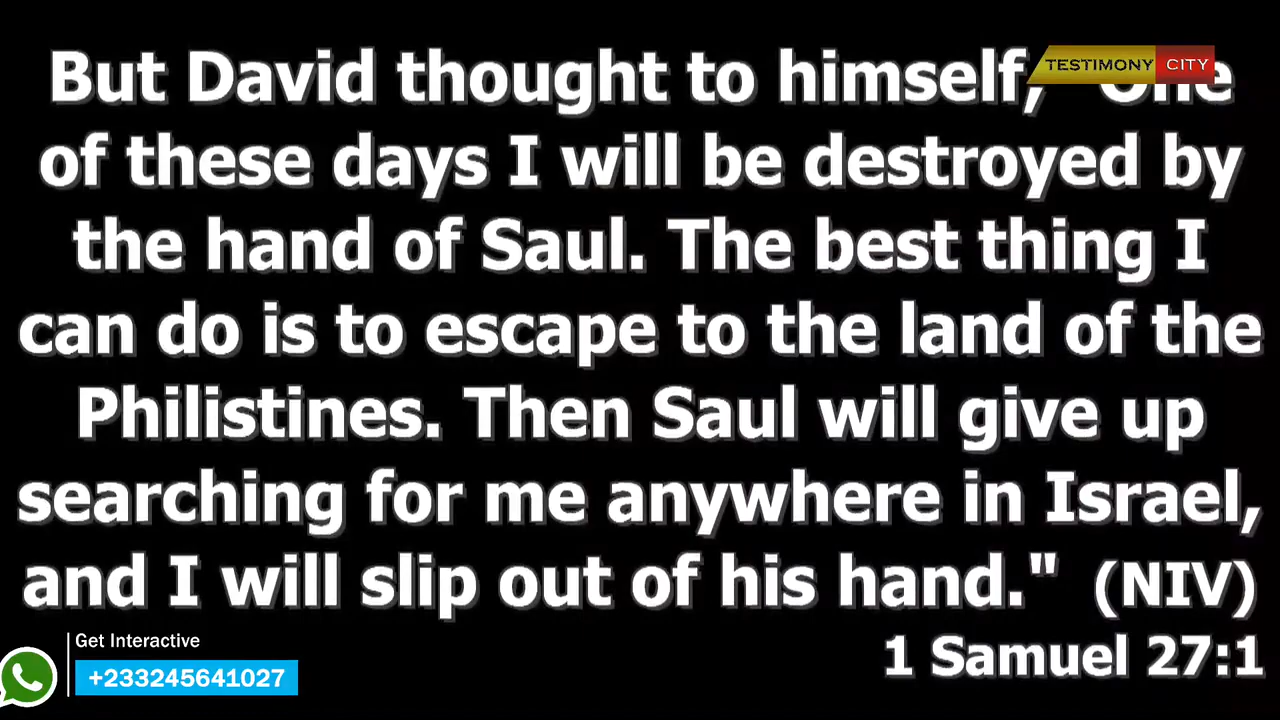 But David thought to himself, "One
TESTIMONY CITY
of these days I will be destroyed by
the hand of Saul. The best thing I
can do is to escape to the land of the
Philistines. Then Saul will give up
searching for me anywhere in Israel,
and I will slip out of his hand." (NIV)
1 Samuel 27:1
Get Interactive
+233245641027